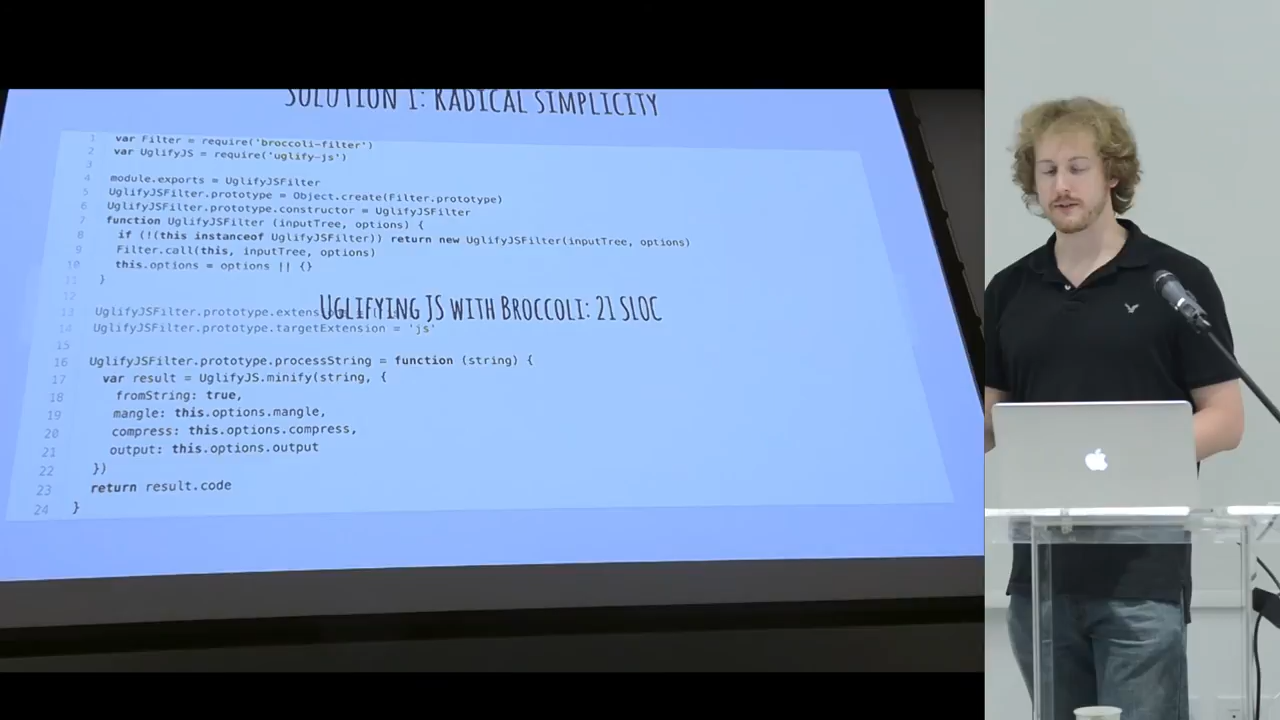 SOLUTION 1: RADICAL SIMPLICITY
1 var Filter = require('broccoli-filter')
2 var UglifyJS = require('uglify-js')
3
4 module.exports = UglifyJSFilter
5 UglifyJSFilter.prototype = Object.create(Filter.prototype)
6 UglifyJSFilter.prototype.constructor = UglifyJSFilter
7 function UglifyJSFilter (inputTree, options) {
8 if (!(this instanceof UglifyJSFilter)) return new UglifyJSFilter(inputTree, options)
9 Filter.call(this, inputTree, options)
10 this.options = options || {}
11 }
12
UGLIFYING JS WITH BROCCOLI: 21 SLOC
13 UglifyJSFilter.prototype
14 UglifyJSFilter.prototype.targetExtension = 'js'
15
16 UglifyJSFilter.prototype.processString = function (string) {
17 var result = UglifyJS.minify(string, {
18 fromString: true,
19 mangle: this.options.mangle,
20 compress: this.options.compress,
21 output: this.options.output
22 })
23 return result.code
24 }